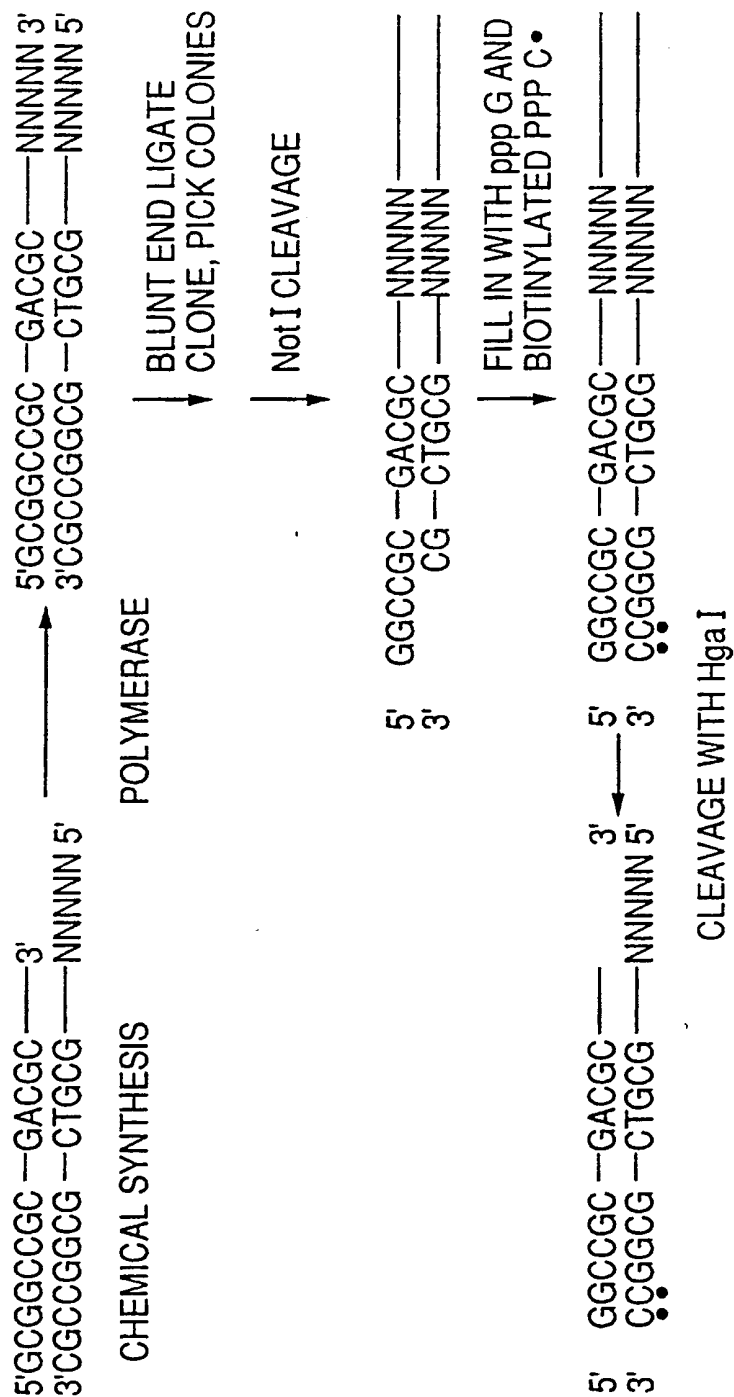 5'GCGGCCGC—GACGC—3'
3'CGCCGGCG—CTGCG—NNNNN 5'
CHEMICAL SYNTHESIS
POLYMERASE
5'GCGGCCGC—GACGC—NNNNN 3'
3'CGCCGGCG—CTGCG—NNNNN 5'
BLUNT END LIGATE
CLONE, PICK COLONIES
NotI CLEAVAGE
5' GGCCGC—GACGC—NNNNN
3' CG—CTGCG—NNNNN
FILL IN WITH ppp G AND
BIOTINYLATED PPP C•
5' GGCCGC—GACGC—NNNNN
3' CCGGCG—CTGCG—NNNNN
CLEAVAGE WITH HgaI
5' GGCCGC—GACGC— 3'
3' CCGGCG—CTGCG—NNNNN 5'